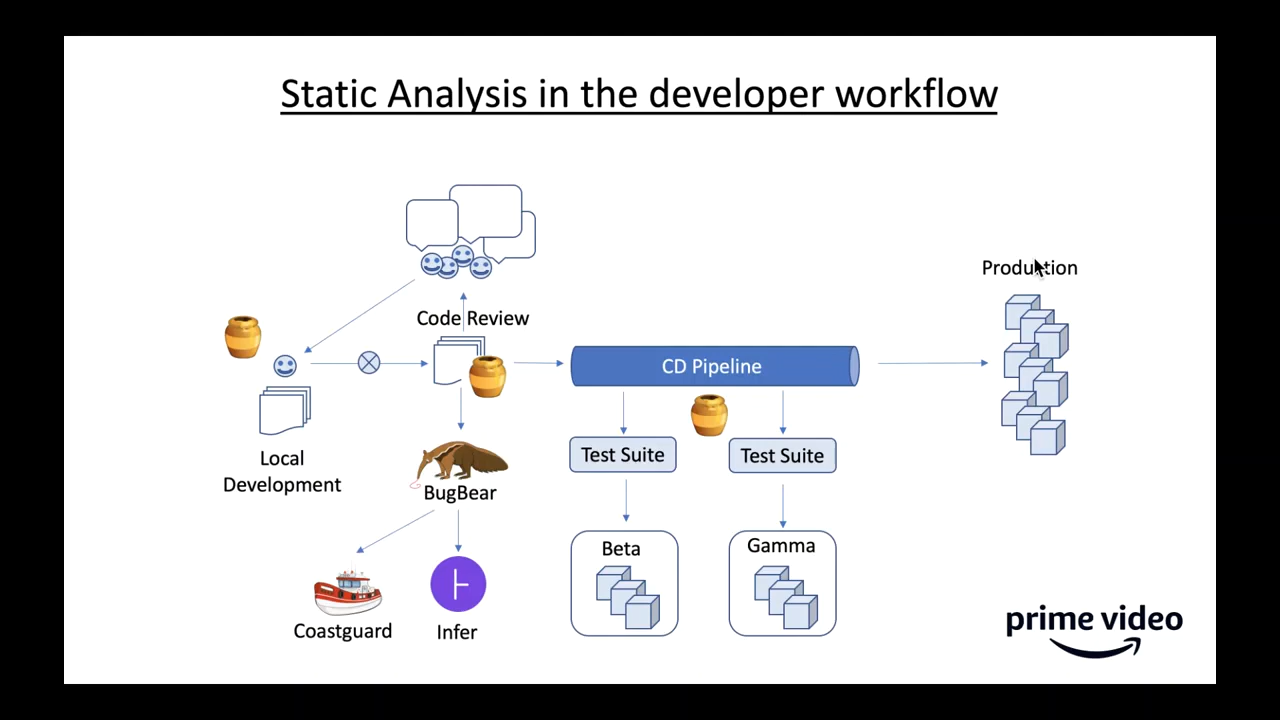 Static Analysis in the developer workflow
Production
Code Review
CD Pipeline
Test Suite
Test Suite
Local
Development
BugBear
Beta
Gamma
Coastguard
Infer
prime video